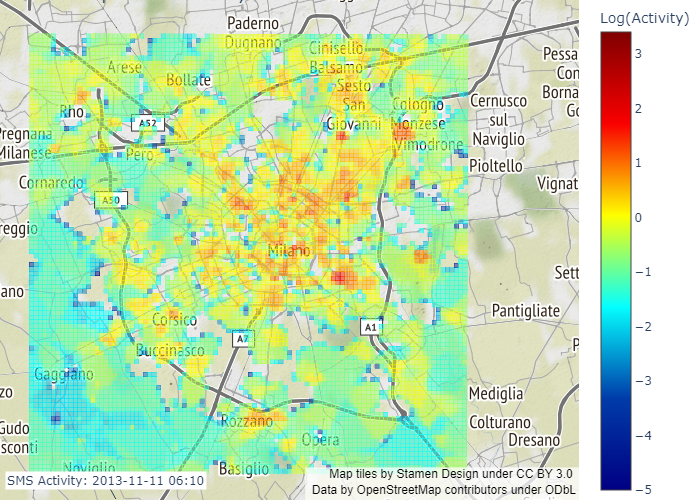 Log(Activity)
3
2
1
0
−1
−2
−3
−4
−5
Paderno
Dugnano
Cinisello
Balsamo
Arese
Bollate
Sesto
San
Giovanni
Cologno
Monzese
Vimodrone
Cernusco
sul
Naviglio
Pessa
Con
Borna
Go
Rho
A52
Pregnana
Milanese
Pero
Pioltello
Cornaredo
Vignat
A50
reggio
Milano
Sett
ano
Pantigliate
Corsico
A7
A1
Buccinasco
P
Gaggiano
zo
Mediglia
Rozzano
Colturano
Gudo
sconti
Opera
Dresano
Noviglio
Basiglio
SMS Activity: 2013-11-11 06:10
Map tiles by Stamen Design under CC BY 3.0
Data by OpenStreetMap contributors under ODbL